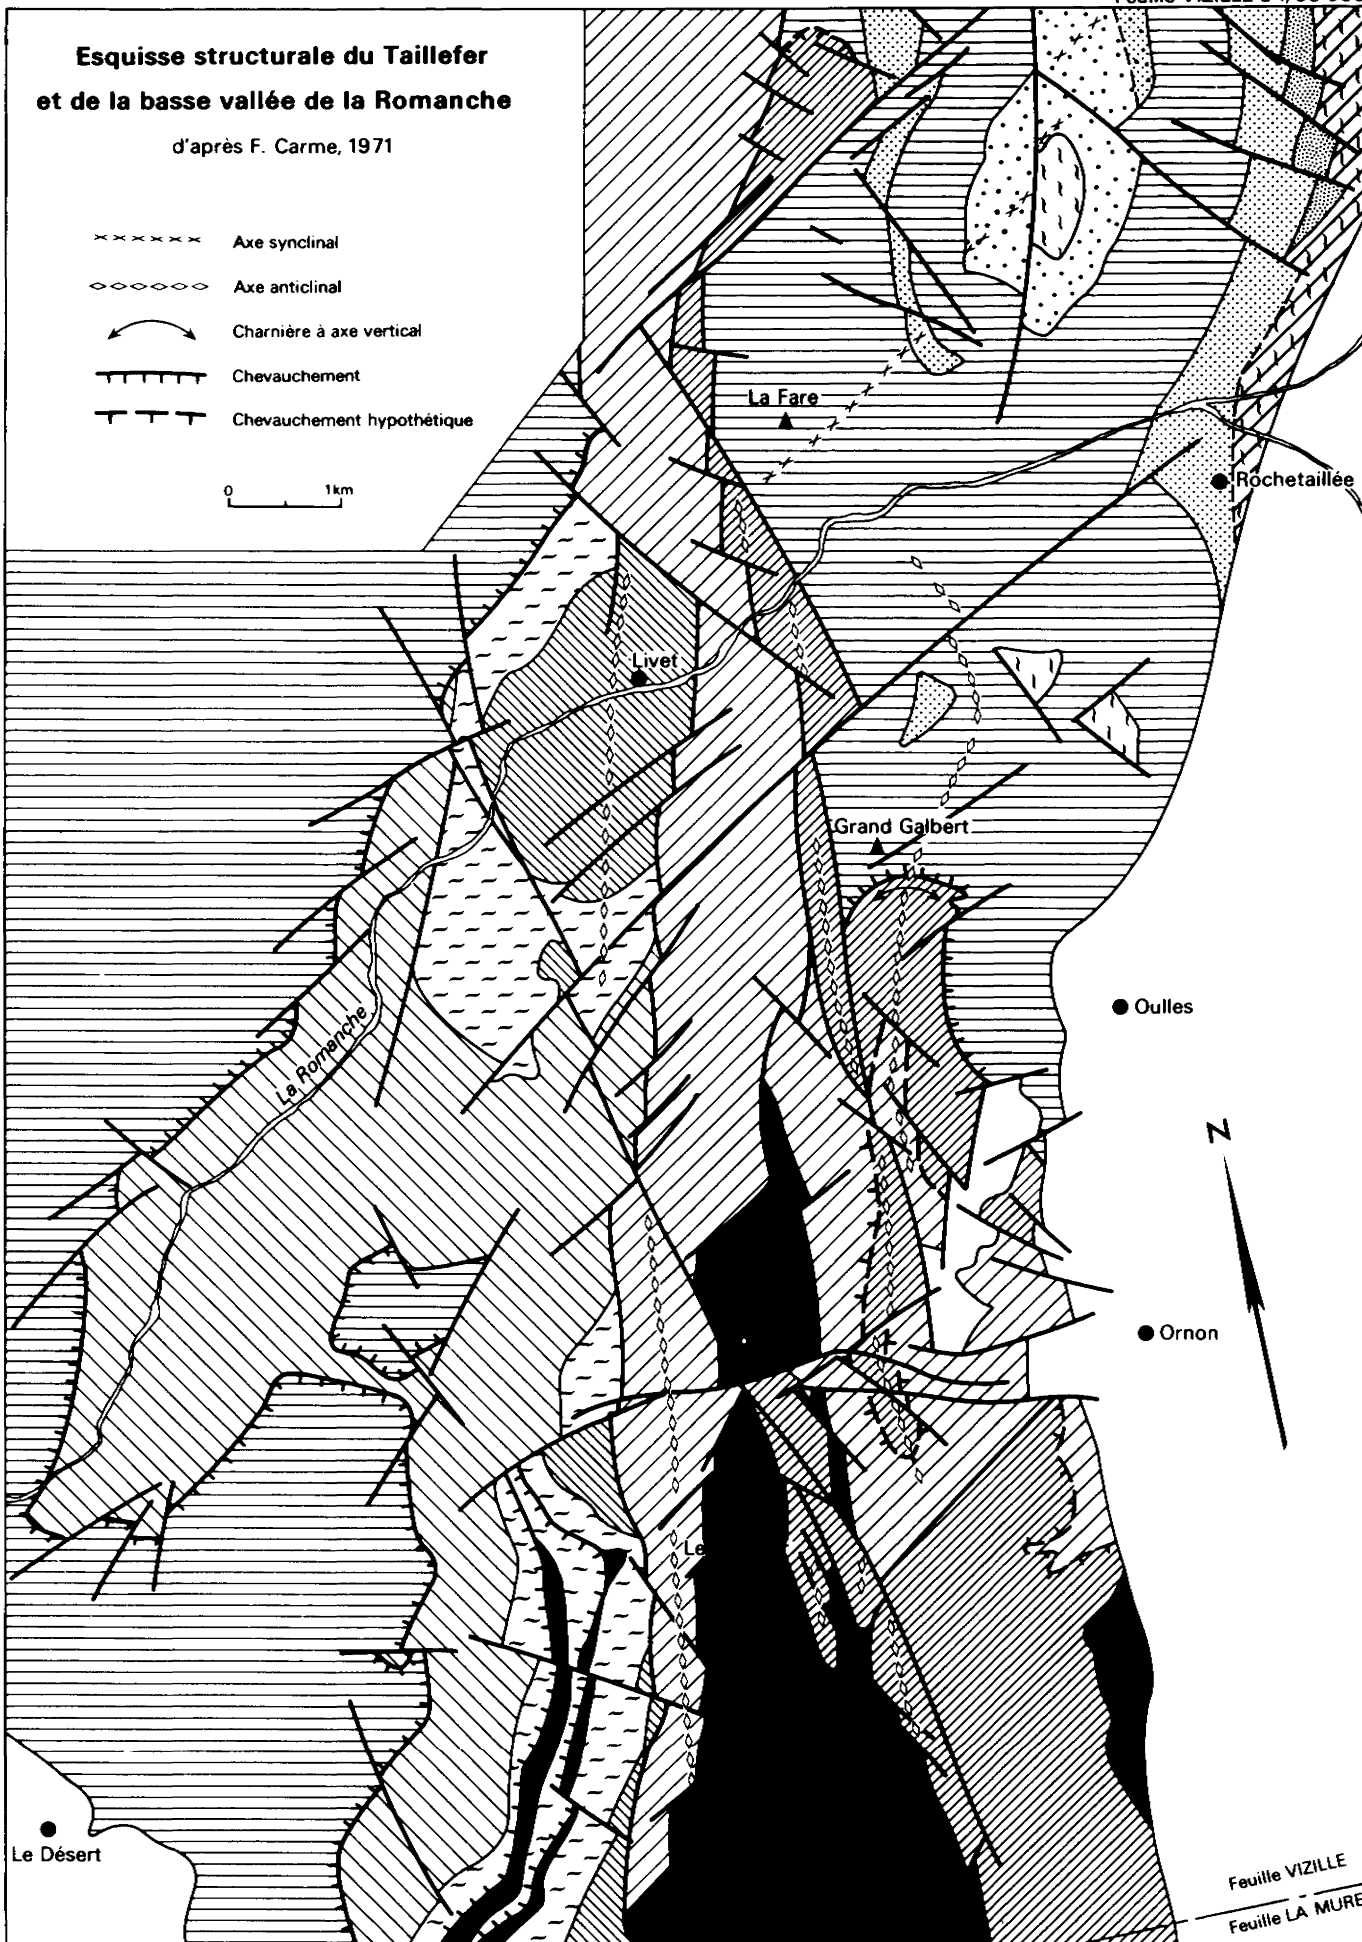 Esquisse structurale du Taillefer
et de la basse vallée de la Romanche
d'après F. Carme, 1971
Axe synclinal
Axe anticlinal
Charnière à axe vertical
Chevauchement
Chevauchement hypothétique
0 1km
La Fare
Rochetaillée
Livet
Grand Galbert
Oulles
La Romanche
N
Ornon
Le
Le Désert
Feuille VIZILLE
Feuille LA MURE